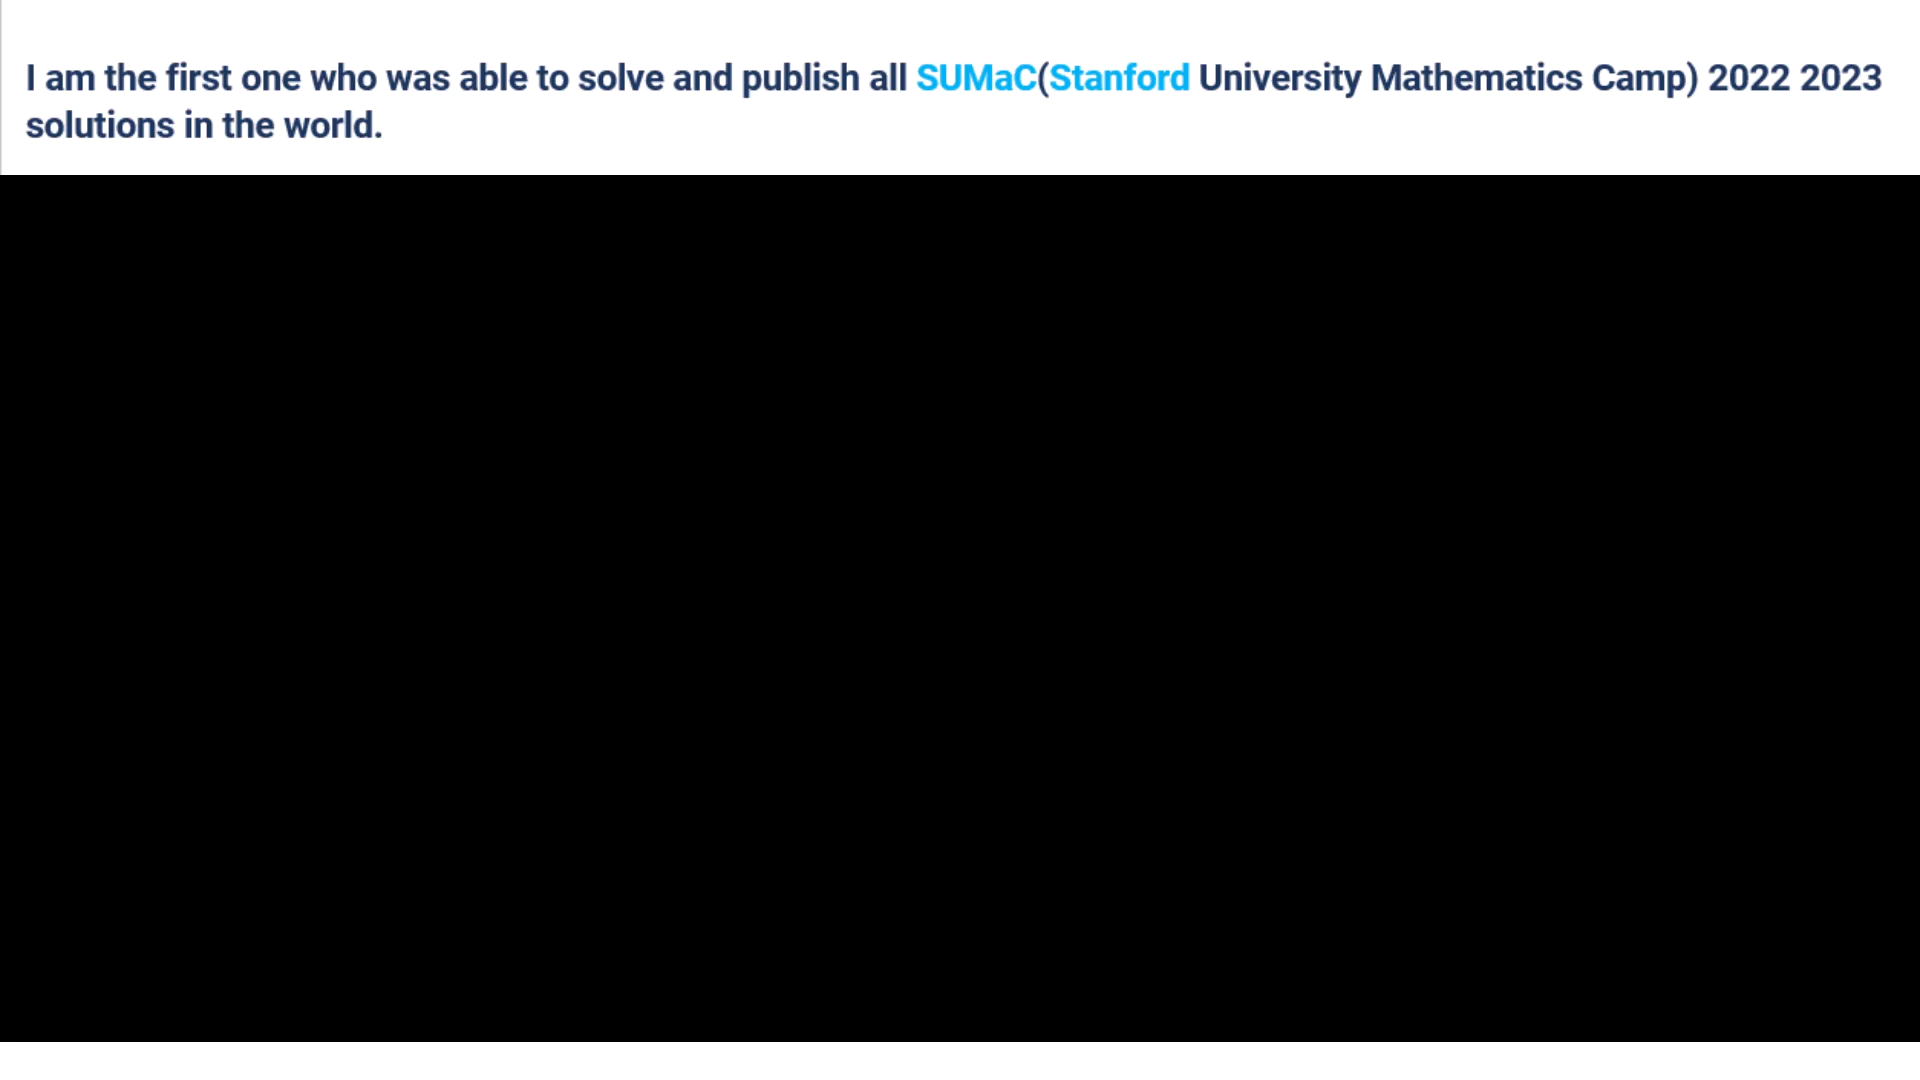 I am the first one who was able to solve and publish all SUMaC(Stanford University Mathematics Camp) 2022 2023
solutions in the world.